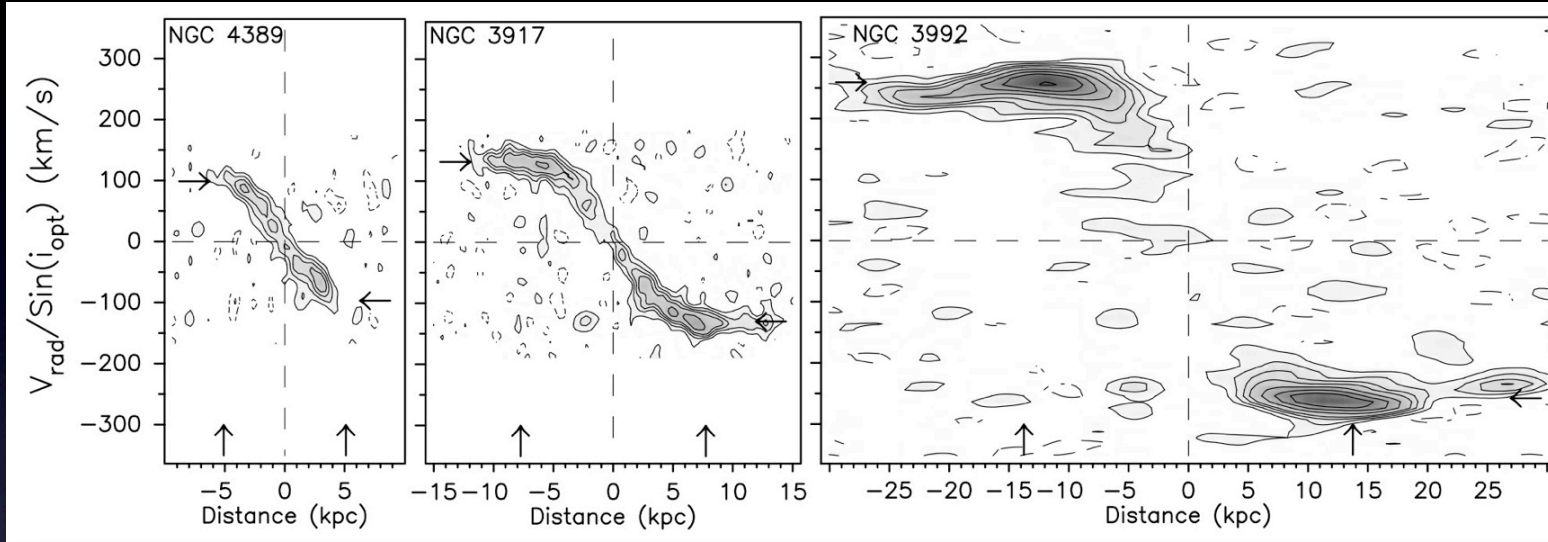 NGC 4389
NGC 3917
NGC 3992
V_rad/Sin(i_opt) (km/s)
300
200
100
0
−100
−200
−300
−5 0 5
−15 −10 −5 0 5 10 15
−25 −20 −15 −10 −5 0 5 10 15 20 25
Distance (kpc)
Distance (kpc)
Distance (kpc)